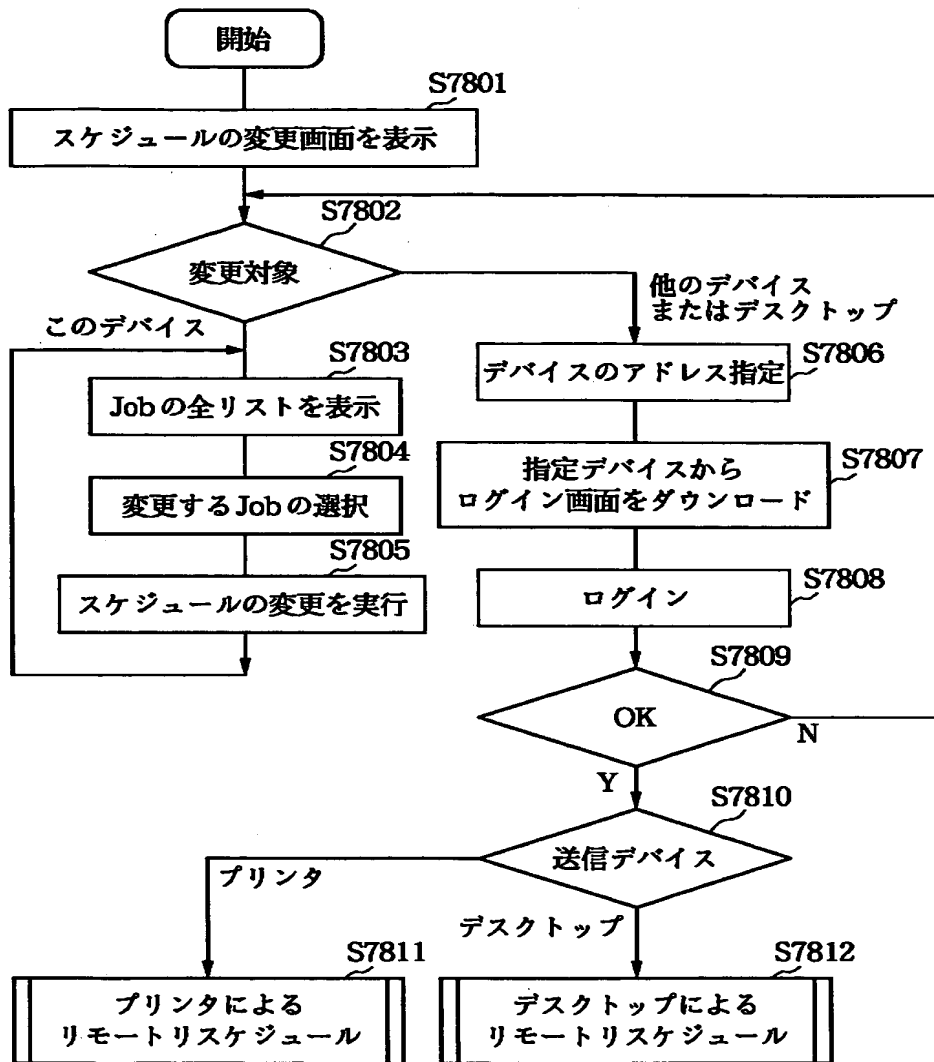 開始
S7801
スケジュールの変更画面を表示
S7802
変更対象
このデバイス
他のデバイス
またはデスクトップ
S7803
Jobの全リストを表示
S7804
変更するJobの選択
S7805
スケジュールの変更を実行
S7806
デバイスのアドレス指定
S7807
指定デバイスから
ログイン画面をダウンロード
S7808
ログイン
S7809
OK
N
Y
S7810
送信デバイス
プリンタ
デスクトップ
S7811
プリンタによる
リモートリスケジュール
S7812
デスクトップによる
リモートリスケジュール